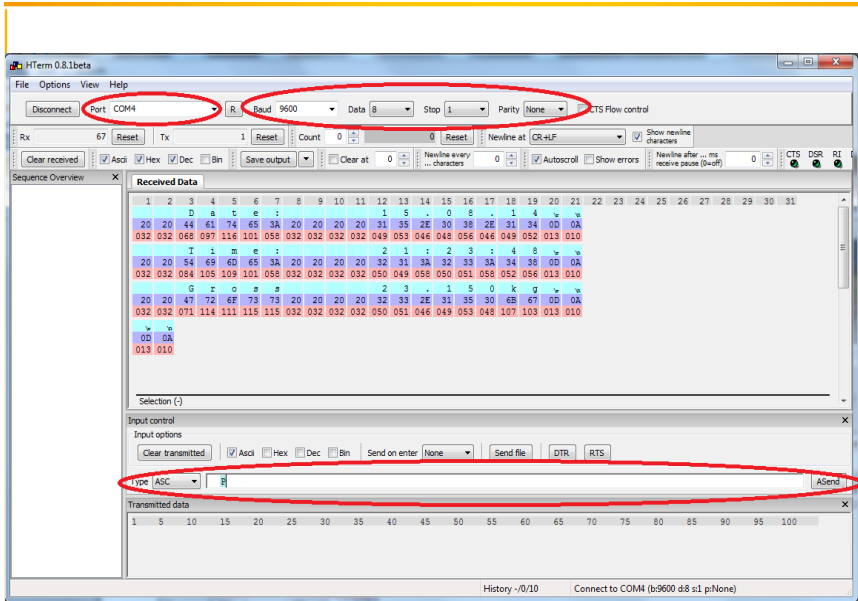 HTerm 0.8.1beta
File Options View Help
Disconnect Port COM4 R Baud 9600 Data 8 Stop 1 Parity None CTS Flow control
Rx 67 Reset Tx 1 Reset Count 0 0 Reset Newline at CR+LF Show newline characters
Clear received Ascii Hex Dec Bin Save output Clear at 0 Newline every ... characters 0 Autoscroll Show errors Newline after ... ms receive pause (0=off) 0 CTS DSR RI
Sequence Overview X Received Data
1 2 3 4 5 6 7 8 9 10 11 12 13 14 15 16 17 18 19 20 21 22 23 24 25 26 27 28 29 30 31
D a t e : 1 5 . 0 8 . 1 4 \r \n
20 20 44 61 74 65 3A 20 20 20 20 31 35 2E 30 38 2E 31 34 0D 0A
032 032 068 097 116 101 058 032 032 032 032 049 053 046 048 056 046 049 052 013 010
T i m e : 2 1 : 2 3 : 4 8 \r \n
20 20 54 69 6D 65 3A 20 20 20 20 32 31 3A 32 33 3A 34 38 0D 0A
032 032 084 105 109 101 058 032 032 032 032 050 049 058 050 051 058 052 056 013 010
G r o s s 2 3 . 1 5 0 k g \r \n
20 20 47 72 6F 73 73 20 20 20 20 32 33 2E 31 35 30 6B 67 0D 0A
032 032 071 114 111 115 115 032 032 032 032 050 051 046 049 053 048 107 103 013 010
\r \n
0D 0A
013 010
Selection (-)
Input control X
Input options
Clear transmitted Ascii Hex Dec Bin Send on enter None Send file DTR RTS
Type ASC P ASend
Transmitted data X
1 5 10 15 20 25 30 35 40 45 50 55 60 65 70 75 80 85 90 95 100
History -/0/10 Connect to COM4 (b:9600 d:8 s:1 p:None)